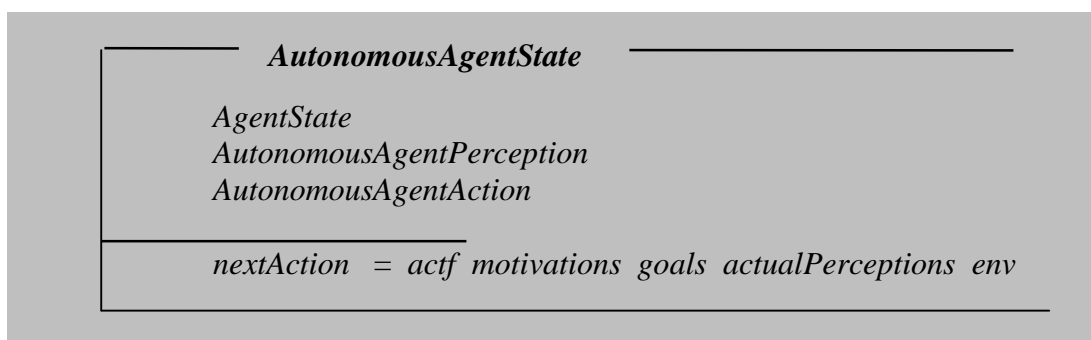 AutonomousAgentState
AgentState
AutonomousAgentPerception
AutonomousAgentAction
nextAction = actf motivations goals actualPerceptions env